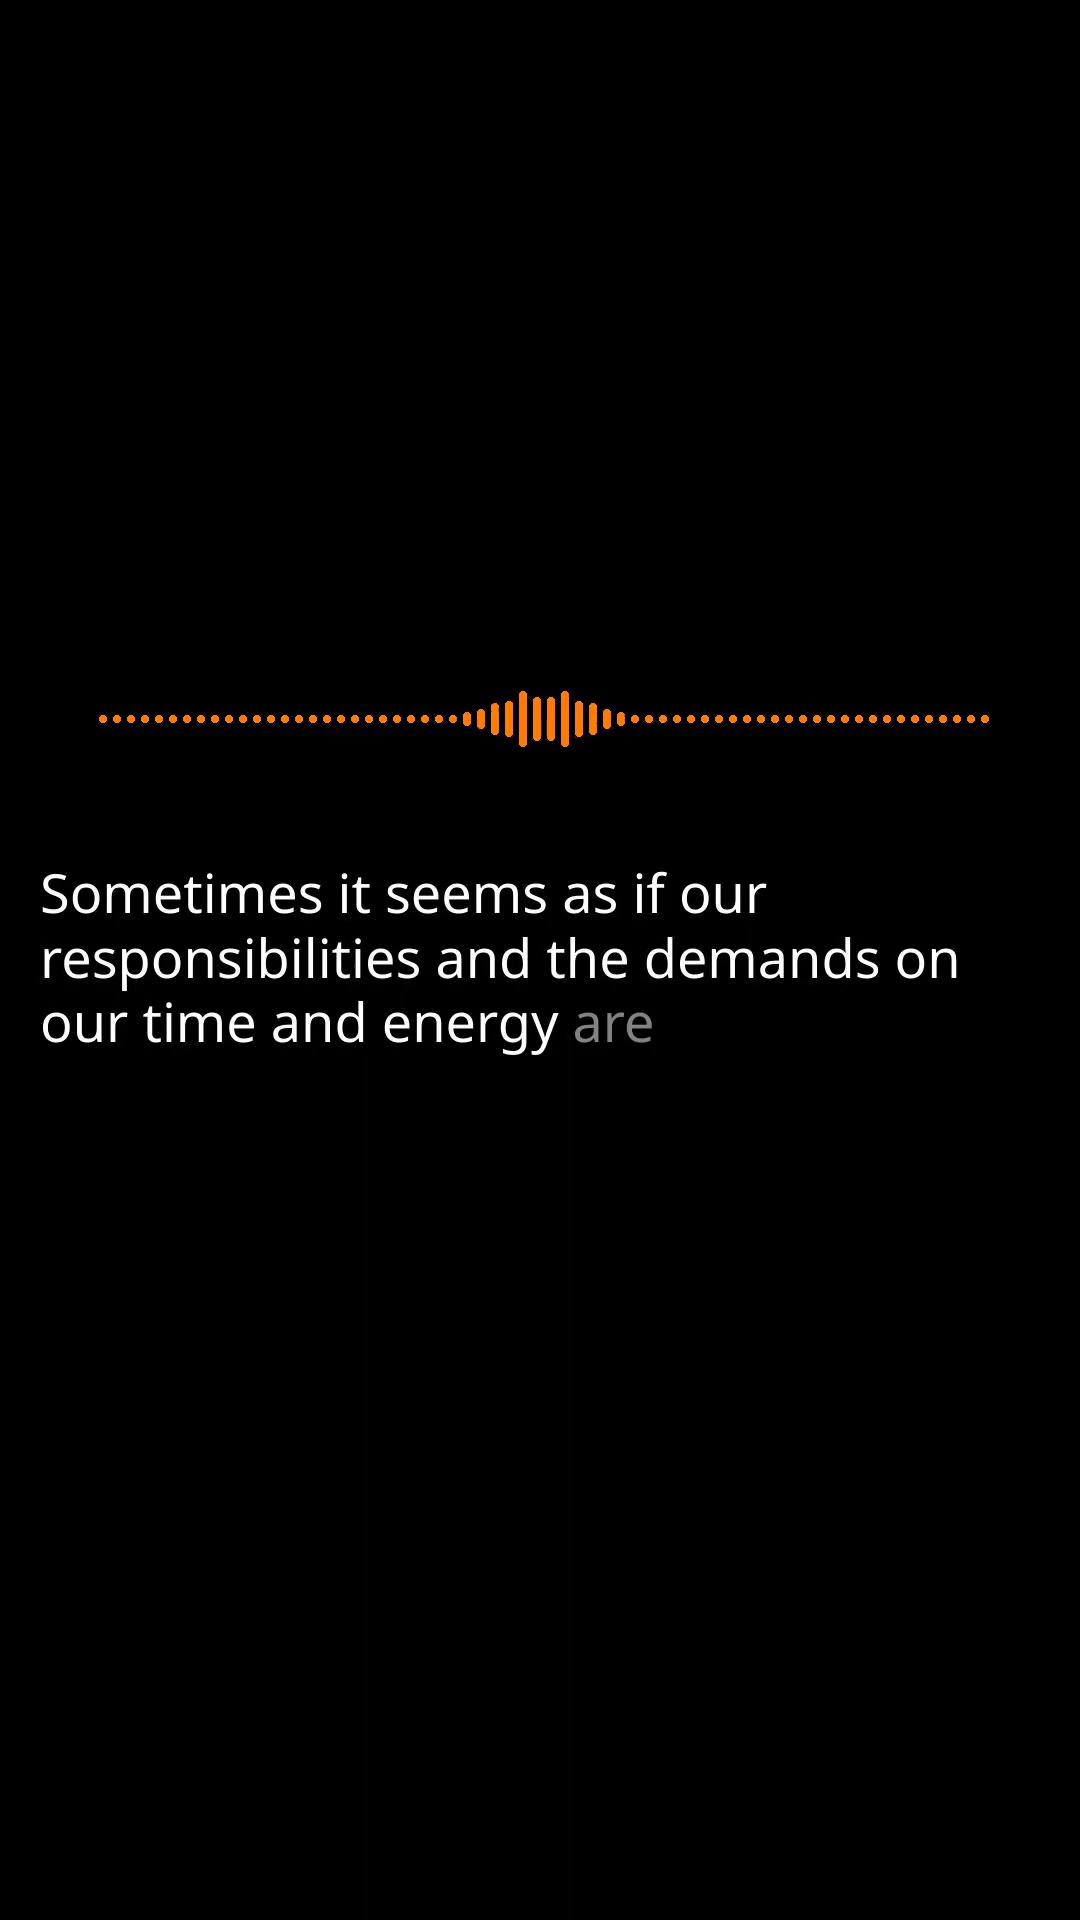 Sometimes it seems as if our
responsibilities and the demands on
our time and energy are